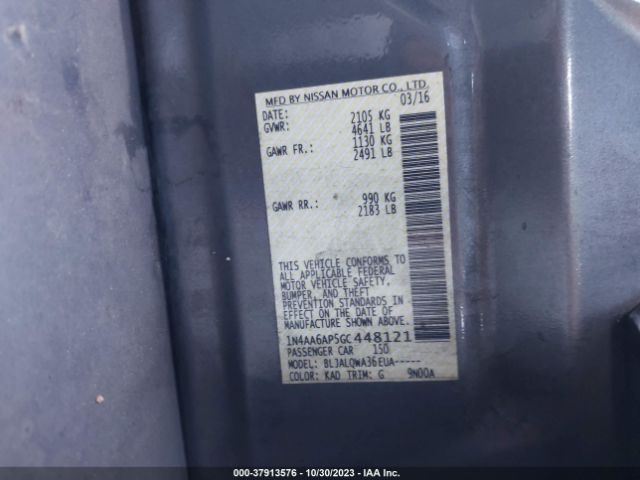 MFD BY NISSAN MOTOR CO., LTD.
DATE: 03/16
GVWR: 2105 KG
4641 LB
GAWR FR.: 1130 KG
2491 LB
GAWR RR.: 990 KG
2183 LB
THIS VEHICLE CONFORMS TO
ALL APPLICABLE FEDERAL
MOTOR VEHICLE SAFETY,
BUMPER, AND THEFT
PREVENTION STANDARDS IN
EFFECT ON THE DATE OF
MANUFACTURE SHOWN ABOVE.
1N4AA6AP5GC448121
PASSENGER CAR 150
MODEL: BL3ALQWA36EUA-----
COLOR: KAD TRIM: G 9N00A
000-37913576 - 10/30/2023 - IAA Inc.